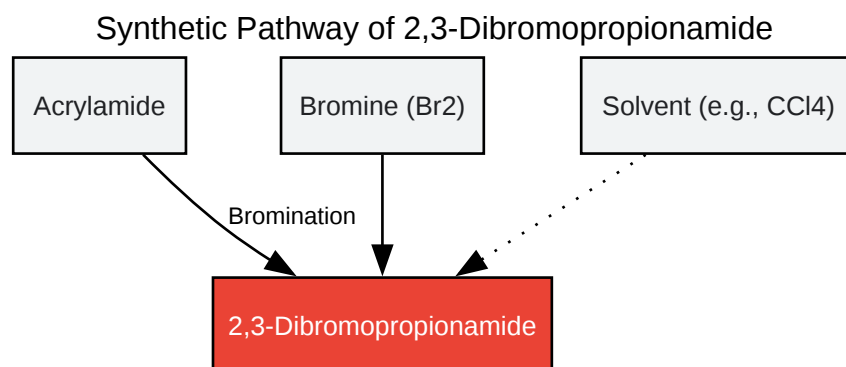 Synthetic Pathway of 2,3-Dibromopropionamide
Acrylamide
Bromine (Br2)
Solvent (e.g., CCl4)
Bromination
2,3-Dibromopropionamide